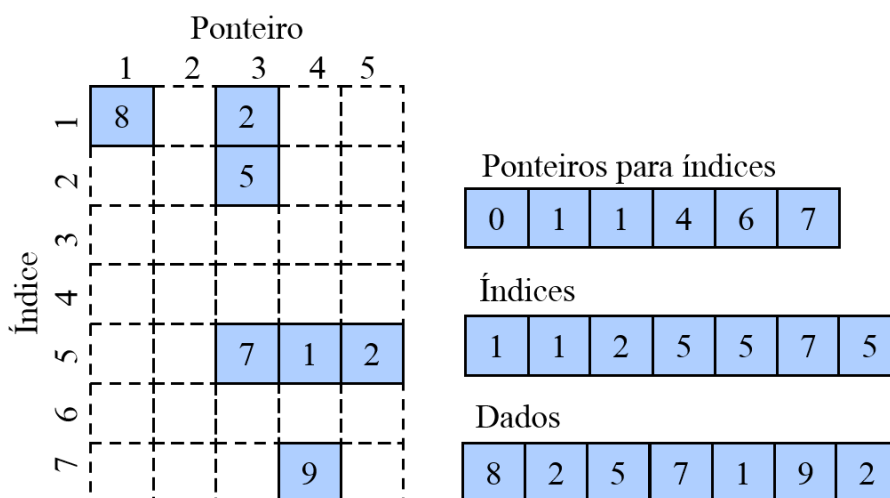 Ponteiro
1 2 3 4 5
Índice
1 8 2
2 5
3
4
5 7 1 2
6
7 9
Ponteiros para índices
0 1 1 4 6 7
Índices
1 1 2 5 5 7 5
Dados
8 2 5 7 1 9 2